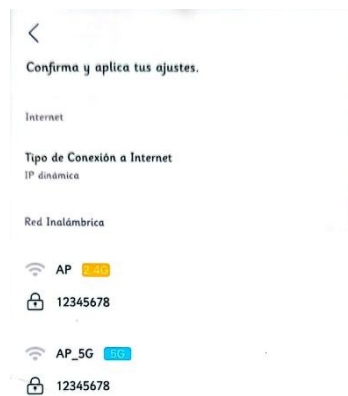 Confirma y aplica tus ajustes.
Internet
Tipo de Conexión a Internet
IP dinámica
Red Inalámbrica
AP 2.4G
12345678
AP_5G 5G
12345678